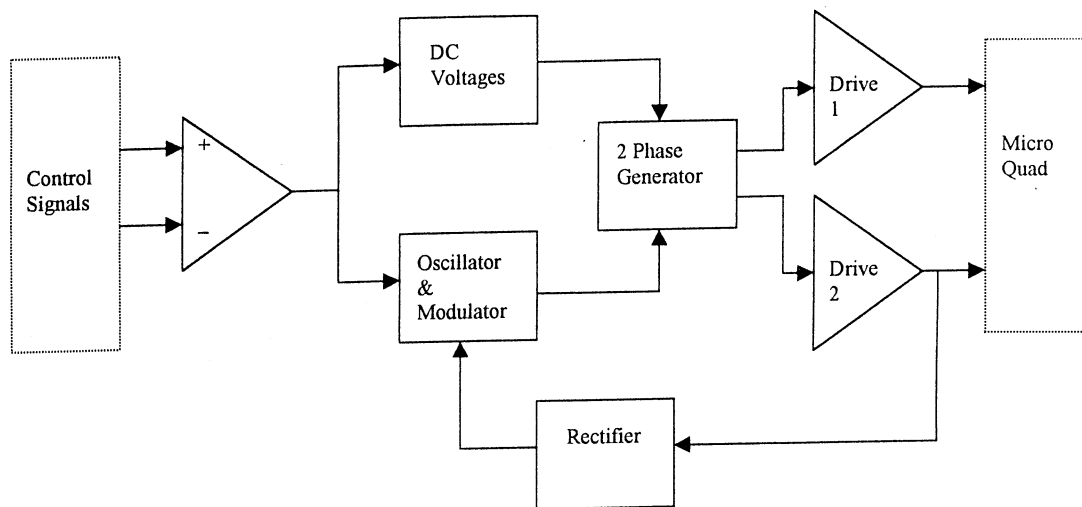 Control
Signals
+
−
DC
Voltages
Oscillator
&
Modulator
2 Phase
Generator
Drive
1
Drive
2
Micro
Quad
Rectifier